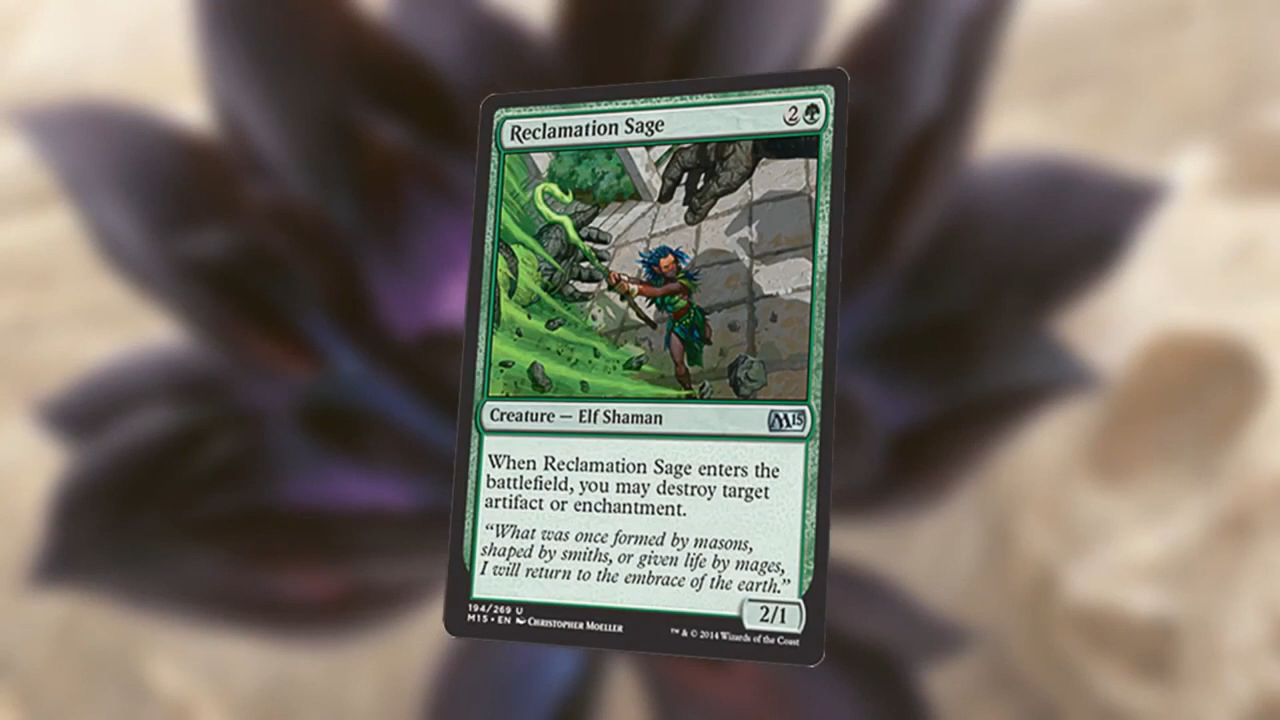 Reclamation Sage 2
Creature — Elf Shaman M15
When Reclamation Sage enters the
battlefield, you may destroy target
artifact or enchantment.
“What was once formed by masons,
shaped by smiths, or given life by mages,
I will return to the embrace of the earth.”
2/1
194/269 U
M15 • EN Christopher Moeller
™ & © 2014 Wizards of the Coast